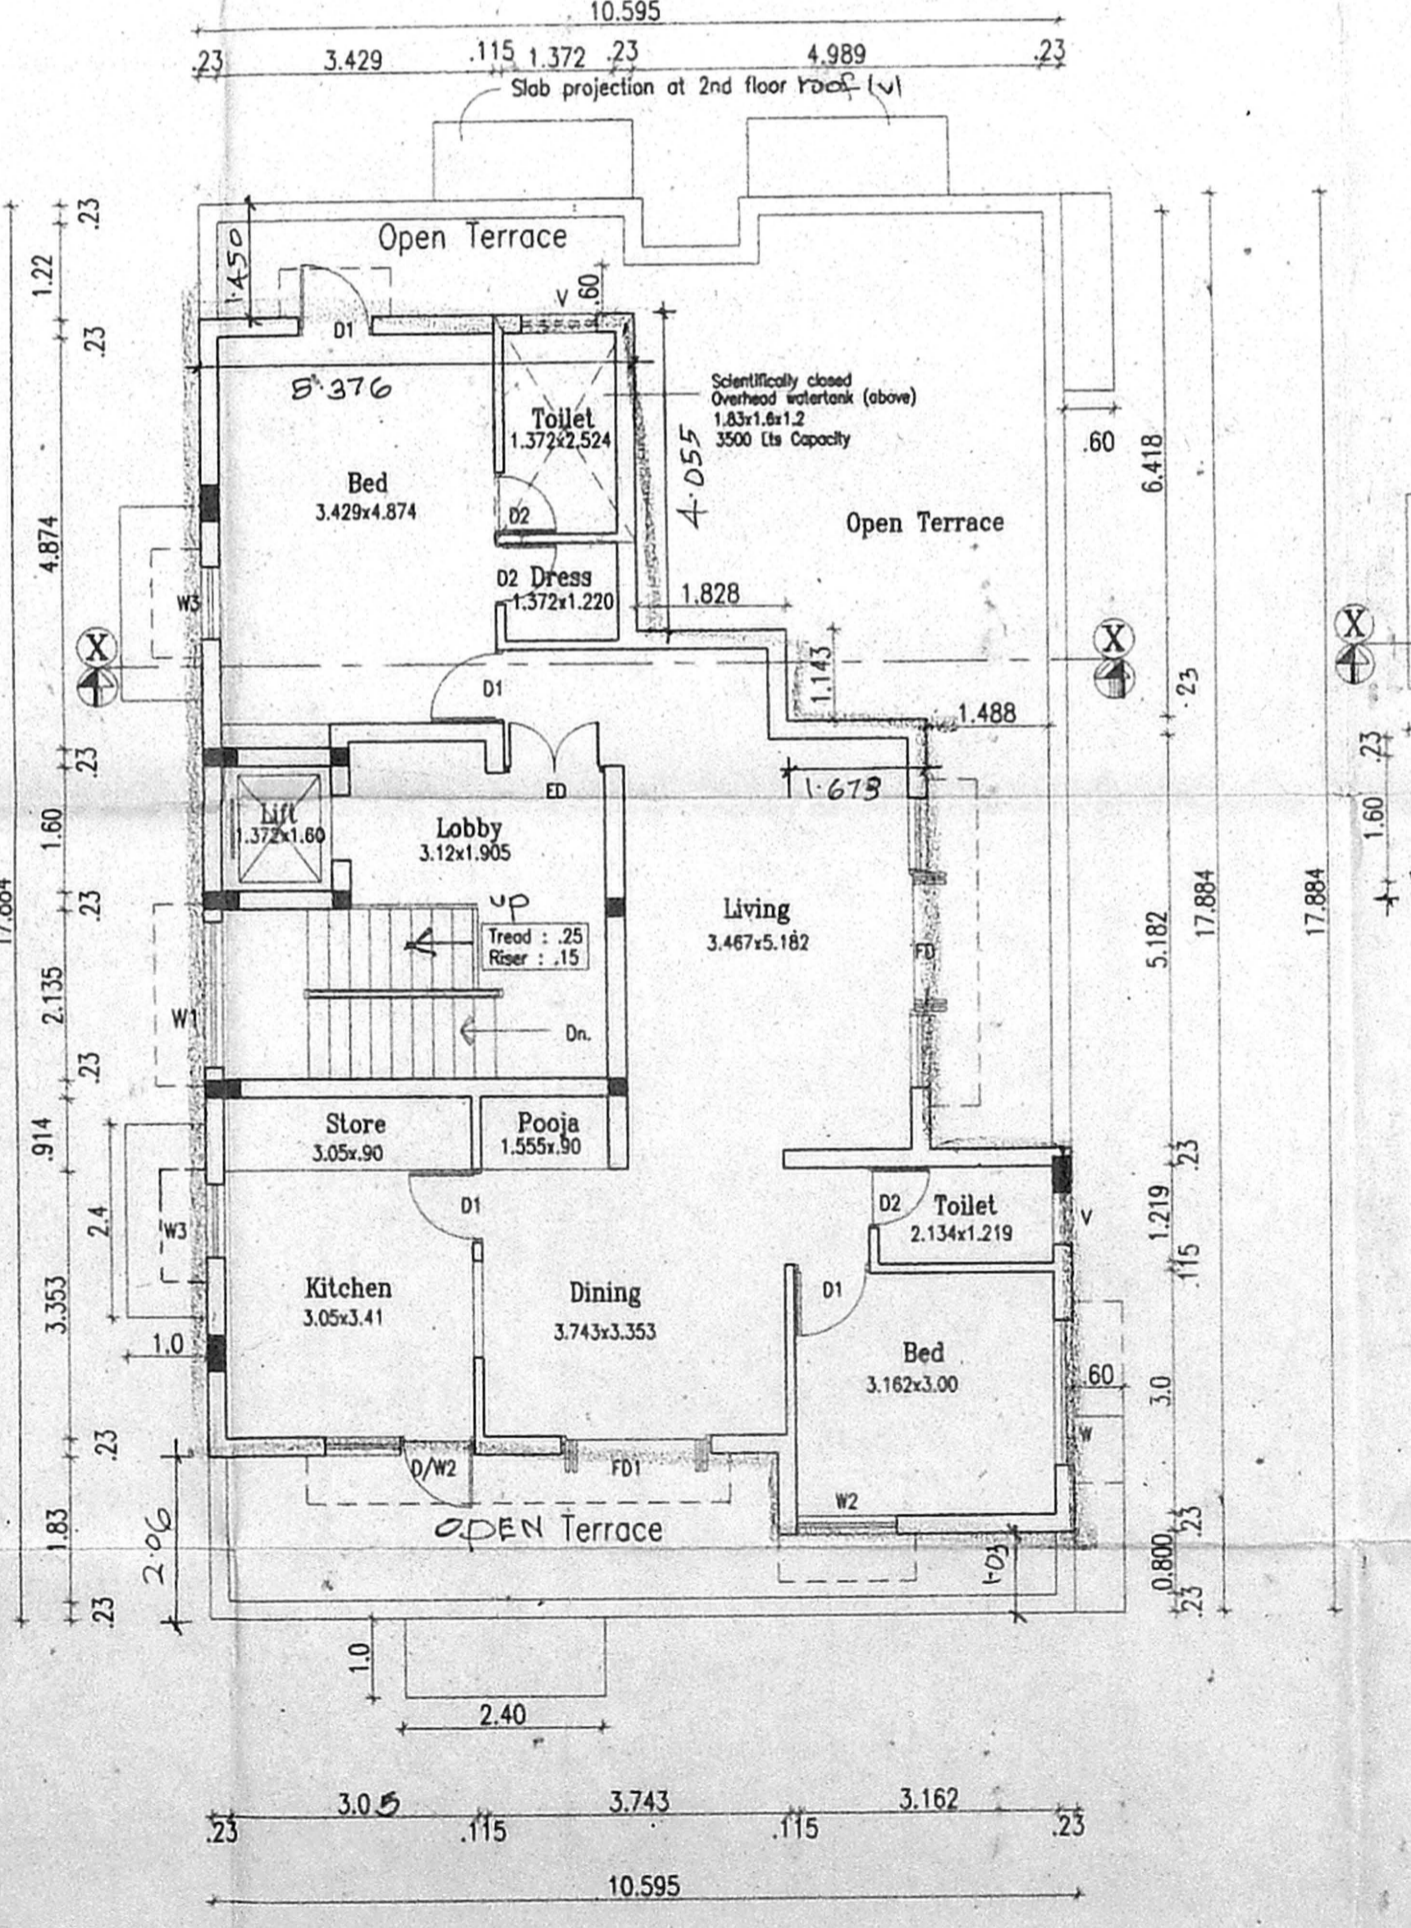 10.595
.23 3.429 .115 1.372 .23 4.989 .23
Slab projection at 2nd floor roof lvl
.23
1.22
.23
4.874
.23
1.60
.23
2.135
.23
.914
3.353
.23
1.83
.23
17.884
2.4
1.0
2.06
1.450
Open Terrace
.60
V
D1
5.376
Toilet
1.372x2.524
Scientifically closed
Overhead watertank (above)
1.83x1.6x1.2
3500 Lts Capacity
4.055
Bed
3.429x4.874
D2
Open Terrace
D2 Dress
1.372x1.220
1.828
W3
X
X
X
D1
1.143
1.488
1.673
ED
Lift
1.372x1.60
Lobby
3.12x1.905
up
Tread : .25
Riser : .15
Living
3.467x5.182
FD
W1
Dn.
Store
3.05x.90
Pooja
1.555x.90
D1
W3
D2
Toilet
2.134x1.219
V
Kitchen
3.05x3.41
Dining
3.743x3.353
D1
Bed
3.162x3.00
.60
W
D/W2
FD1
W2
OPEN Terrace
1.03
1.0
2.40
.60
6.418
.23
5.182
.23
1.219
.115
3.0
.23
0.800
.23
17.884
17.884
.23
1.60
3.05 3.743 3.162
.23 .115 .115 .23
10.595